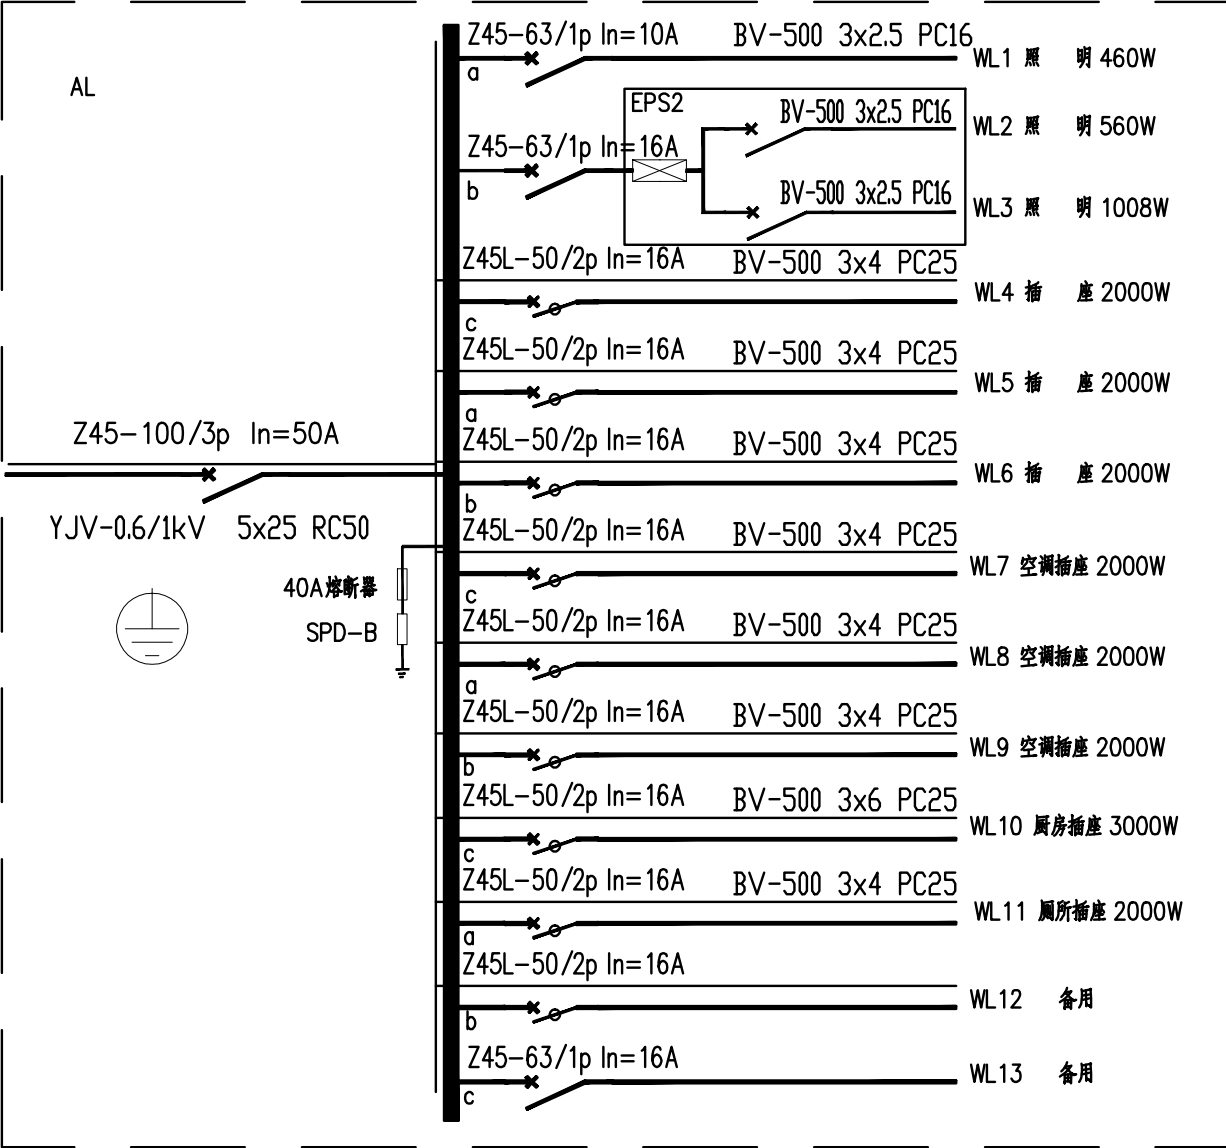 AL
Z45-63/1p In=10A BV-500 3x2.5 PC16
WL1 照 明 460W
a
EPS2
BV-500 3x2.5 PC16
WL2 照 明 560W
Z45-63/1p In=16A
b
BV-500 3x2.5 PC16
WL3 照 明 1008W
Z45L-50/2p In=16A BV-500 3x4 PC25
WL4 插 座 2000W
c
Z45L-50/2p In=16A BV-500 3x4 PC25
WL5 插 座 2000W
a
Z45-100/3p In=50A
Z45L-50/2p In=16A BV-500 3x4 PC25
WL6 插 座 2000W
b
YJV-0.6/1kV 5x25 RC50
Z45L-50/2p In=16A BV-500 3x4 PC25
WL7 空调插座 2000W
c
40A熔断器
SPD-B
Z45L-50/2p In=16A BV-500 3x4 PC25
WL8 空调插座 2000W
a
Z45L-50/2p In=16A BV-500 3x4 PC25
WL9 空调插座 2000W
b
Z45L-50/2p In=16A BV-500 3x6 PC25
WL10 厨房插座 3000W
c
Z45L-50/2p In=16A BV-500 3x4 PC25
WL11 厕所插座 2000W
a
Z45L-50/2p In=16A
WL12 备用
b
Z45-63/1p In=16A
WL13 备用
c